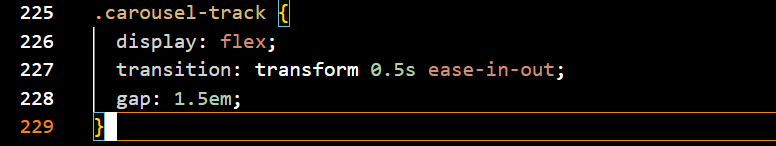 225 .carousel-track {
226 display: flex;
227 transition: transform 0.5s ease-in-out;
228 gap: 1.5em;
229 }